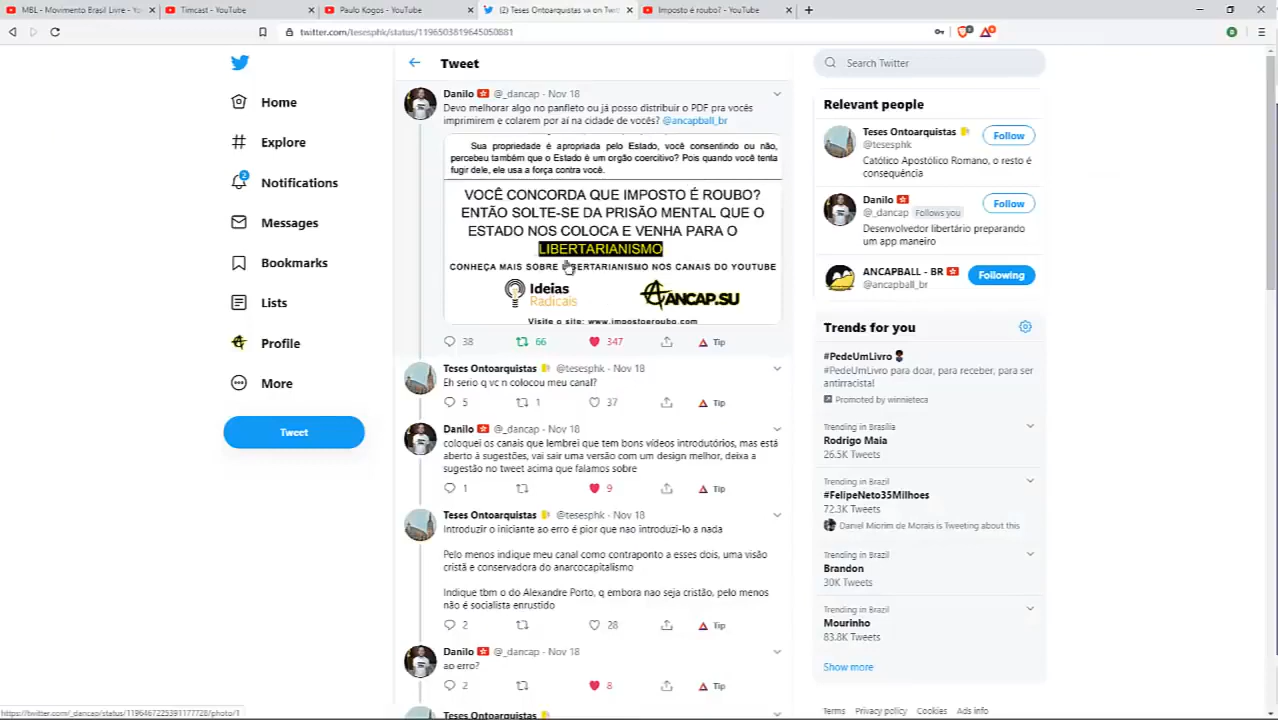 MBL - Movimento Brasil Livre - Yo
Timcast - YouTube
Paulo Kogos - YouTube
(2) Teses Ontoarquistas va on Twit
Imposto é roubo? - YouTube
twitter.com/tesesphk/status/1196503819645050881
Home
Explore
2
Notifications
Messages
Bookmarks
Lists
Profile
More
Tweet
Tweet
Danilo @_dancap - Nov 18
Devo melhorar algo no panfleto ou já posso distribuir o PDF pra vocês
imprimirem e colarem por aí na cidade de vocês? @ancapball_br
Sua propriedade é apropriada pelo Estado, você consentindo ou não,
percebeu também que o Estado é um orgão coercitivo? Pois quando você tenta
fugir dele, ele usa a força contra você.
VOCÊ CONCORDA QUE IMPOSTO É ROUBO?
ENTÃO SOLTE-SE DA PRISÃO MENTAL QUE O
ESTADO NOS COLOCA E VENHA PARA O
LIBERTARIANISMO
CONHEÇA MAIS SOBRE LIBERTARIANISMO NOS CANAIS DO YOUTUBE
Ideias
Radicais
ANCAP.SU
Visite o site: www.impostoeroubo.com
38 66 347 Tip
Teses Ontoarquistas @tesesphk · Nov 18
Eh serio q vc n colocou meu canal?
5 1 37 Tip
Danilo @_dancap · Nov 18
coloquei os canais que lembrei que tem bons vídeos introdutórios, mas está
aberto à sugestões, vai sair uma versão com um design melhor, deixa a
sugestão no tweet acima que falamos sobre
1 9 Tip
Teses Ontoarquistas @tesesphk · Nov 18
Introduzir o iniciante ao erro é pior que nao introduzi-lo a nada
Pelo menos indique meu canal como contraponto a esses dois, uma visão
cristã e conservadora do anarcocapitalismo
Indique tbm o do Alexandre Porto, q embora nao seja cristão, pelo menos
não é socialista enrustido
2 28 Tip
Danilo @_dancap · Nov 18
ao erro?
2 8 Tip
Teses Ontoarquistas
https://twitter.com/_dancap/status/1196467225391177728/photo/1
Search Twitter
Relevant people
Teses Ontoarquistas
@tesesphk
Follow
Católico Apostólico Romano, o resto é
consequência
Danilo
@_dancap Follows you
Follow
Desenvolvedor libertário preparando
um app maneiro
ANCAPBALL - BR
@ancapball_br
Following
Trends for you
#PedeUmLivro
#PedeUmLivro para doar, para receber, para ser
antirracista!
Promoted by winnieteca
Trending in Brasília
Rodrigo Maia
26.5K Tweets
Trending in Brazil
#FelipeNeto35Milhoes
72.3K Tweets
Daniel Miorim de Morais is Tweeting about this
Trending in Brazil
Brandon
30K Tweets
Trending in Brazil
Mourinho
83.8K Tweets
Show more
Terms Privacy policy Cookies Ads info